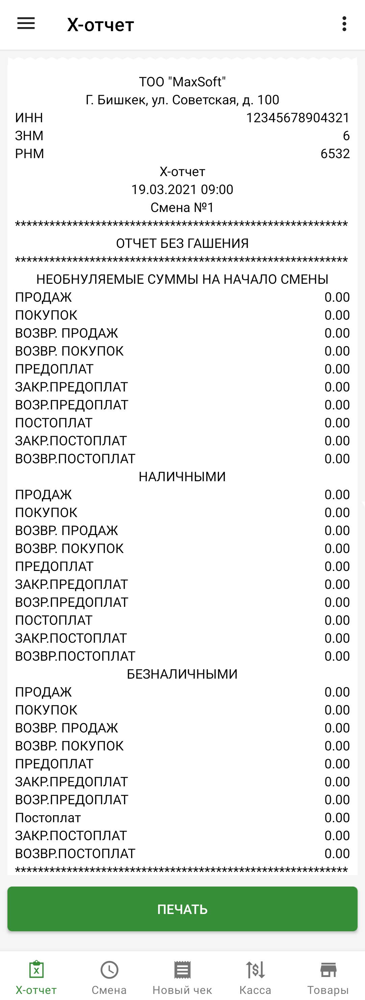 Х-отчет
ТОО "MaxSoft"
Г. Бишкек, ул. Советская, д. 100
ИНН 12345678904321
ЗНМ 6
РНМ 6532
Х-отчет
19.03.2021 09:00
Смена №1
**********************************************************
ОТЧЕТ БЕЗ ГАШЕНИЯ
**********************************************************
НЕОБНУЛЯЕМЫЕ СУММЫ НА НАЧАЛО СМЕНЫ
ПРОДАЖ 0.00
ПОКУПОК 0.00
ВОЗВР. ПРОДАЖ 0.00
ВОЗВР. ПОКУПОК 0.00
ПРЕДОПЛАТ 0.00
ЗАКР.ПРЕДОПЛАТ 0.00
ВОЗР.ПРЕДОПЛАТ 0.00
ПОСТОПЛАТ 0.00
ЗАКР.ПОСТОПЛАТ 0.00
ВОЗВР.ПОСТОПЛАТ 0.00
НАЛИЧНЫМИ
ПРОДАЖ 0.00
ПОКУПОК 0.00
ВОЗВР. ПРОДАЖ 0.00
ВОЗВР. ПОКУПОК 0.00
ПРЕДОПЛАТ 0.00
ЗАКР.ПРЕДОПЛАТ 0.00
ВОЗР.ПРЕДОПЛАТ 0.00
ПОСТОПЛАТ 0.00
ЗАКР.ПОСТОПЛАТ 0.00
ВОЗВР.ПОСТОПЛАТ 0.00
БЕЗНАЛИЧНЫМИ
ПРОДАЖ 0.00
ПОКУПОК 0.00
ВОЗВР. ПРОДАЖ 0.00
ВОЗВР. ПОКУПОК 0.00
ПРЕДОПЛАТ 0.00
ЗАКР.ПРЕДОПЛАТ 0.00
ВОЗР.ПРЕДОПЛАТ 0.00
Постоплат 0.00
ЗАКР.ПОСТОПЛАТ 0.00
ВОЗВР.ПОСТОПЛАТ 0.00
**********************************************************
ПЕЧАТЬ
Х-отчет Смена Новый чек Касса Товары